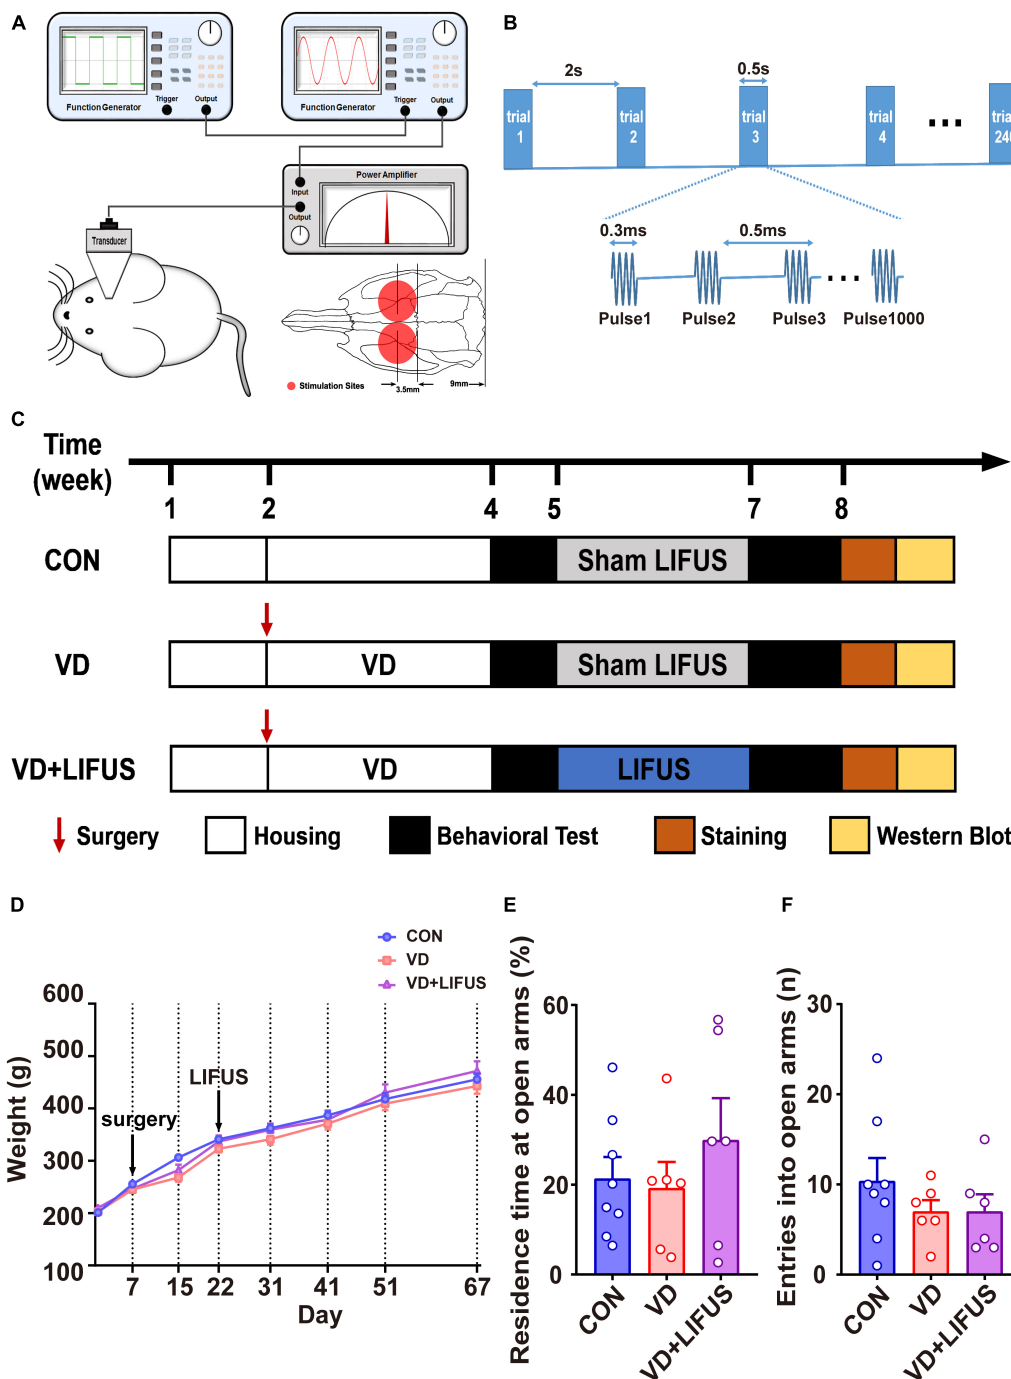 A
Function Generator
Trigger
Output
Function Generator
Trigger
Output
Power Amplifier
Input
Output
Transducer
Stimulation Sites
3.5mm
9mm
B
2s
0.5s
trial
1
trial
2
trial
3
trial
4
...
trial
240
0.3ms
0.5ms
...
Pulse1
Pulse2
Pulse3
Pulse1000
C
Time
(week)
1
2
4
5
7
8
CON
Sham LIFUS
VD
VD
Sham LIFUS
VD+LIFUS
VD
LIFUS
Surgery
Housing
Behavioral Test
Staining
Western Blot
D
CON
VD
VD+LIFUS
Weight (g)
600
500
400
300
200
100
surgery
LIFUS
7
15
22
31
41
51
67
Day
E
Residence time at open arms (%)
60
40
20
0
CON
VD
VD+LIFUS
F
Entries into open arms (n)
30
20
10
0
CON
VD
VD+LIFUS